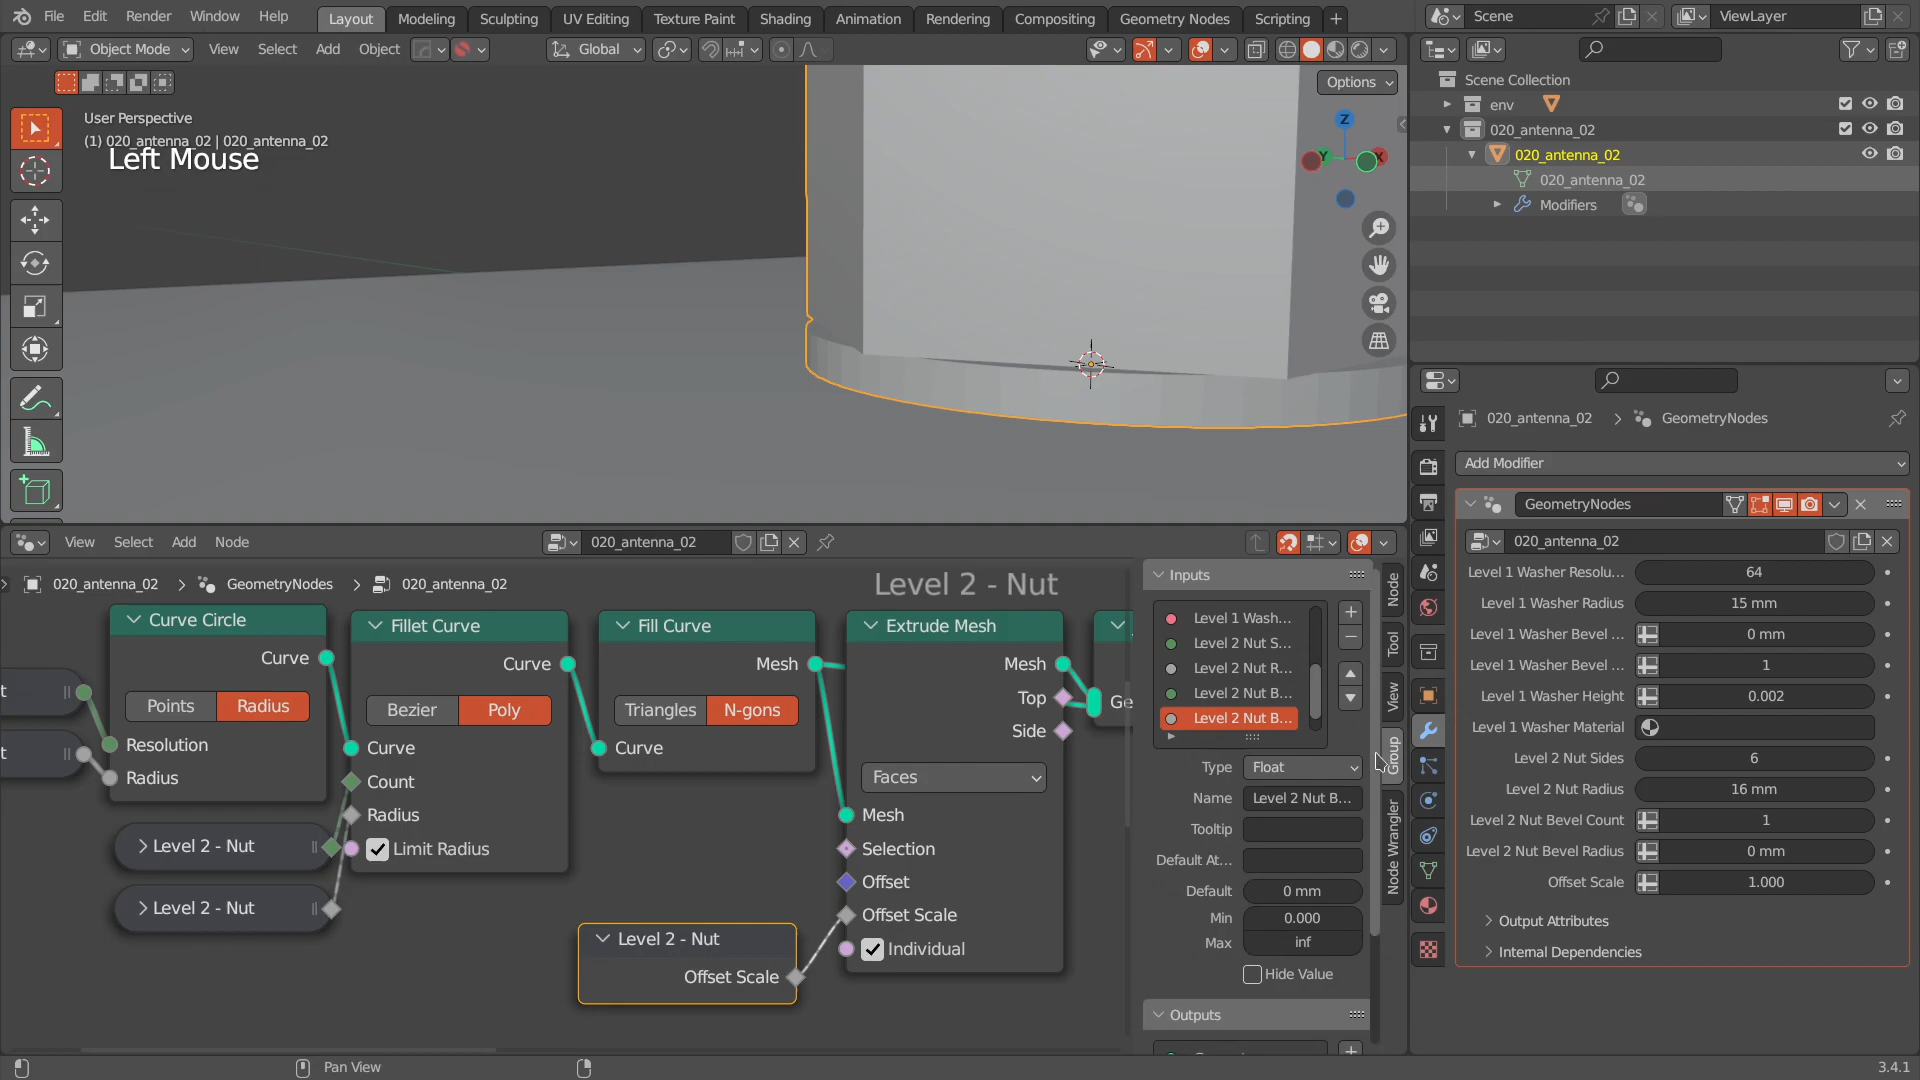 File Edit Render Window Help Layout Modeling Sculpting UV Editing Texture Paint Shading Animation Rendering Compositing Geometry Nodes Scripting + Scene ViewLayer
Object Mode View Select Add Object Global
Options
User Perspective
(1) 020_antenna_02 | 020_antenna_02
Left Mouse
Z
Y
X
Scene Collection
env
020_antenna_02
020_antenna_02
020_antenna_02
Modifiers
View Select Add Node 020_antenna_02
020_antenna_02 > GeometryNodes > 020_antenna_02
Level 2 - Nut
Curve Circle
Curve
Points Radius
Resolution
Radius
Level 2 - Nut
Level 2 - Nut
Fillet Curve
Curve
Bezier Poly
Curve
Count
Radius
Limit Radius
Fill Curve
Mesh
Triangles N-gons
Curve
Level 2 - Nut
Offset Scale
Extrude Mesh
Mesh
Top
Side
Faces
Mesh
Selection
Offset
Offset Scale
Individual
Ge
Inputs
Level 1 Wash...
Level 2 Nut S...
Level 2 Nut R...
Level 2 Nut B...
Level 2 Nut B...
Type Float
Name Level 2 Nut B...
Tooltip
Default At...
Default 0 mm
Min 0.000
Max inf
Hide Value
Outputs
Node
Tool
View
Group
Node Wrangler
020_antenna_02 > GeometryNodes
Add Modifier
GeometryNodes
020_antenna_02
Level 1 Washer Resolu... 64
Level 1 Washer Radius 15 mm
Level 1 Washer Bevel ... 0 mm
Level 1 Washer Bevel ... 1
Level 1 Washer Height 0.002
Level 1 Washer Material
Level 2 Nut Sides 6
Level 2 Nut Radius 16 mm
Level 2 Nut Bevel Count 1
Level 2 Nut Bevel Radius 0 mm
Offset Scale 1.000
Output Attributes
Internal Dependencies
Pan View
3.4.1